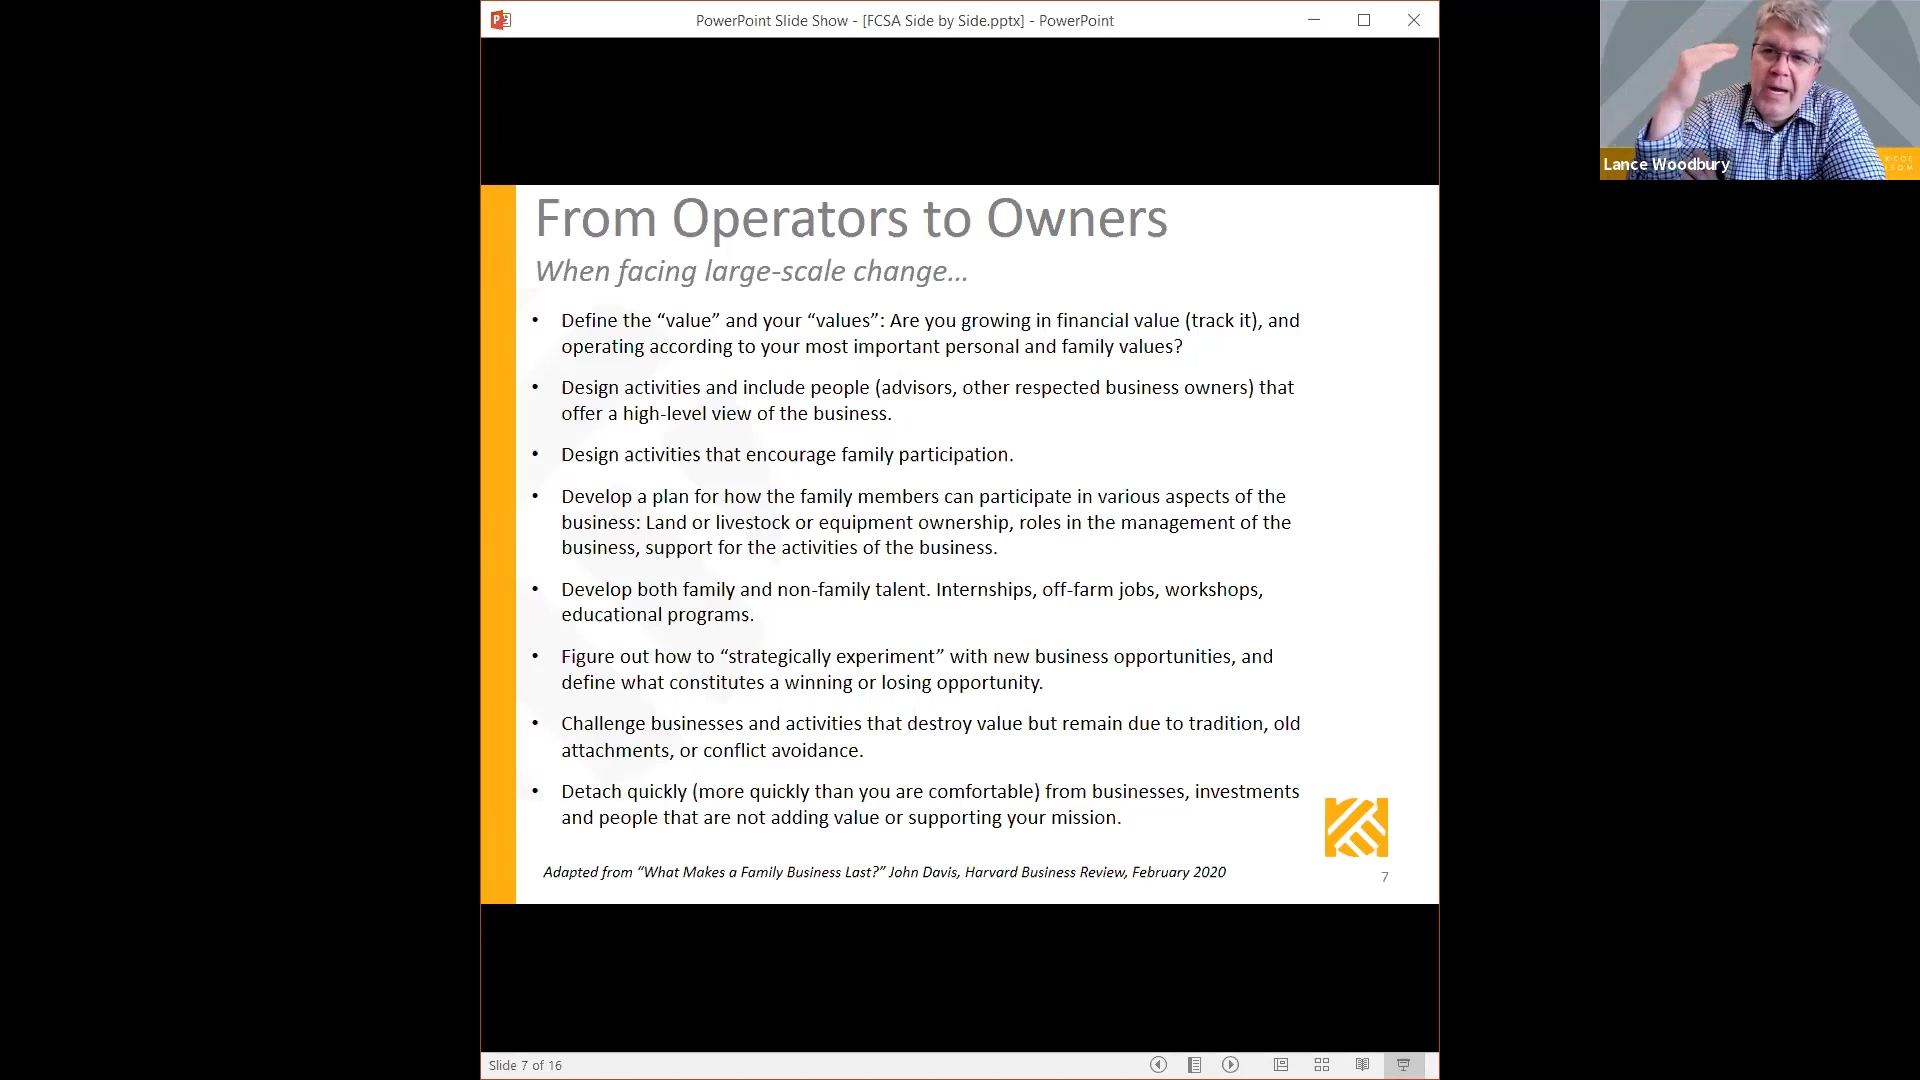 PowerPoint Slide Show - [FCSA Side by Side.pptx] - PowerPoint
Lance Woodbury
From Operators to Owners
When facing large-scale change...
• Define the “value” and your “values”: Are you growing in financial value (track it), and
operating according to your most important personal and family values?
• Design activities and include people (advisors, other respected business owners) that
offer a high-level view of the business.
• Design activities that encourage family participation.
• Develop a plan for how the family members can participate in various aspects of the
business: Land or livestock or equipment ownership, roles in the management of the
business, support for the activities of the business.
• Develop both family and non-family talent. Internships, off-farm jobs, workshops,
educational programs.
• Figure out how to “strategically experiment” with new business opportunities, and
define what constitutes a winning or losing opportunity.
• Challenge businesses and activities that destroy value but remain due to tradition, old
attachments, or conflict avoidance.
• Detach quickly (more quickly than you are comfortable) from businesses, investments
and people that are not adding value or supporting your mission.
Adapted from “What Makes a Family Business Last?” John Davis, Harvard Business Review, February 2020
7
Slide 7 of 16